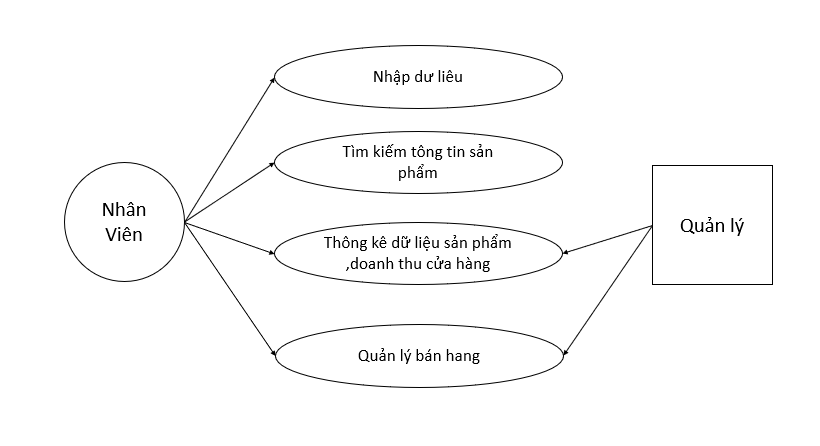 Nhập dư liêu
Tìm kiếm tông tin sản
phẩm
Nhân
Viên
Quản lý
Thông kê dữ liệu sản phẩm
,doanh thu cửa hàng
Quản lý bán hang